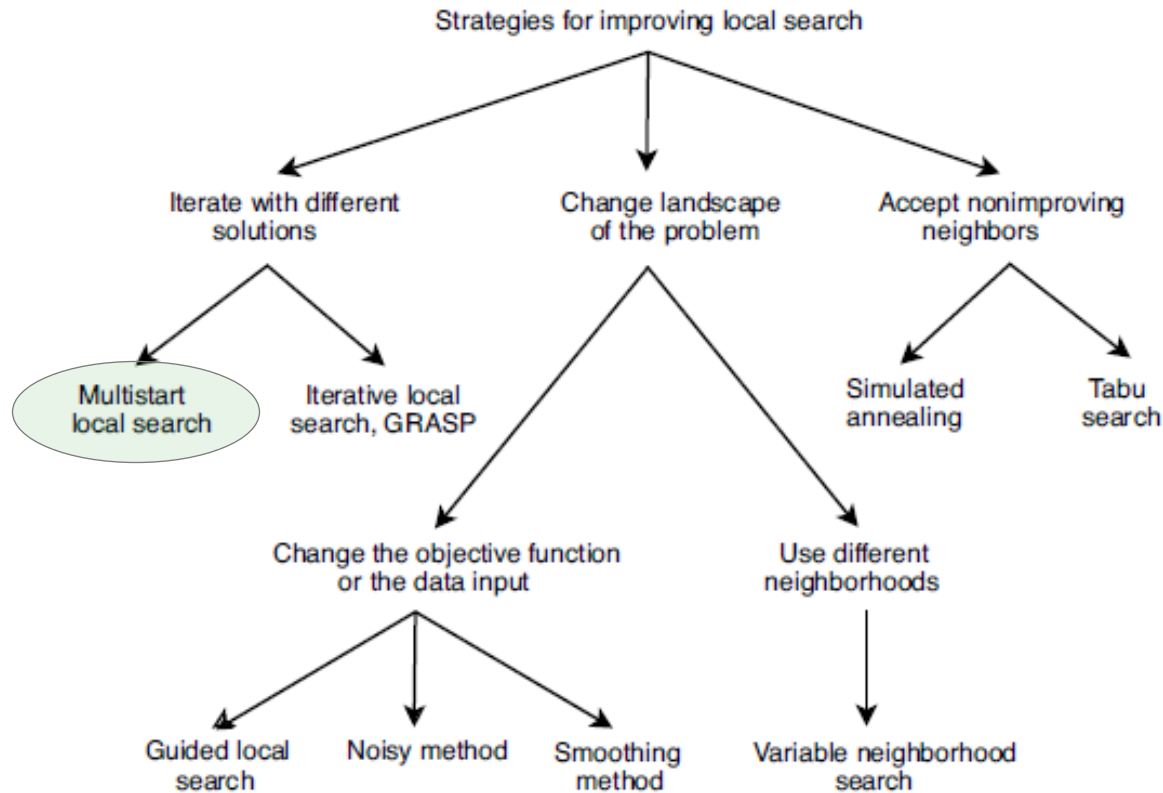 Strategies for improving local search
Iterate with different
solutions
Change landscape
of the problem
Accept nonimproving
neighbors
Multistart
local search
Iterative local
search, GRASP
Simulated
annealing
Tabu
search
Change the objective function
or the data input
Use different
neighborhoods
Guided local
search
Noisy method
Smoothing
method
Variable neighborhood
search